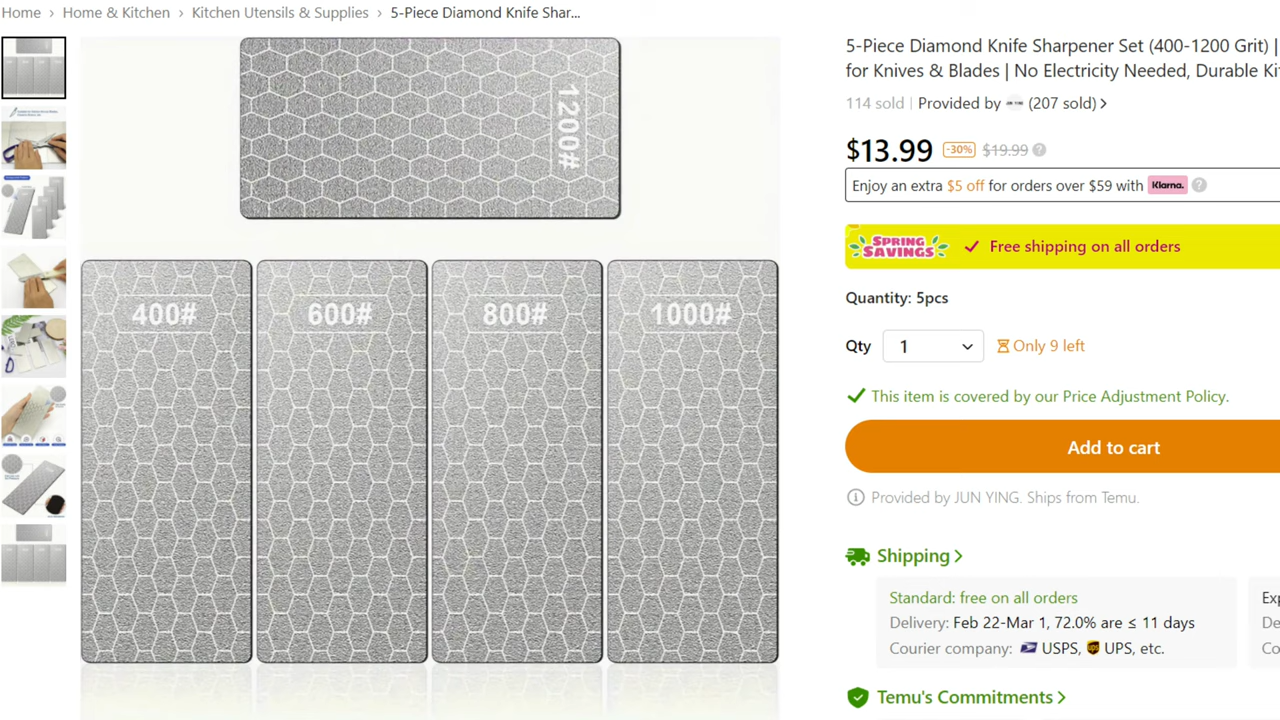 Home › Home & Kitchen › Kitchen Utensils & Supplies › 5-Piece Diamond Knife Shar...
1200#
400#
600#
800#
1000#
5-Piece Diamond Knife Sharpener Set (400-1200 Grit) |
for Knives & Blades | No Electricity Needed, Durable Ki
114 sold | Provided by (207 sold) >
$13.99 -30% $19.99 ?
Enjoy an extra $5 off for orders over $59 with Klarna. ?
SPRING SAVINGS ✓ Free shipping on all orders
Quantity: 5pcs
Qty 1 Only 9 left
✓ This item is covered by our Price Adjustment Policy.
Add to cart
Provided by JUN YING. Ships from Temu.
Shipping >
Standard: free on all orders
Delivery: Feb 22-Mar 1, 72.0% are ≤ 11 days
Courier company: USPS, UPS, etc.
Exp
De
Co
Temu's Commitments >